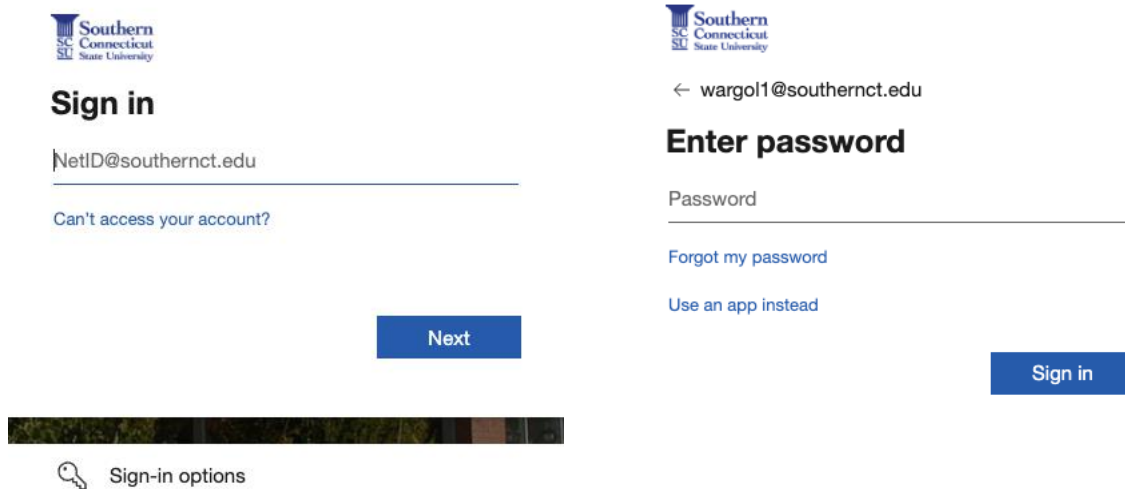 Southern
SC Connecticut
SU State University
Sign in
NetID@southernct.edu
Can't access your account?
Next
Sign-in options
Southern
SC Connecticut
SU State University
← wargol1@southernct.edu
Enter password
Password
Forgot my password
Use an app instead
Sign in